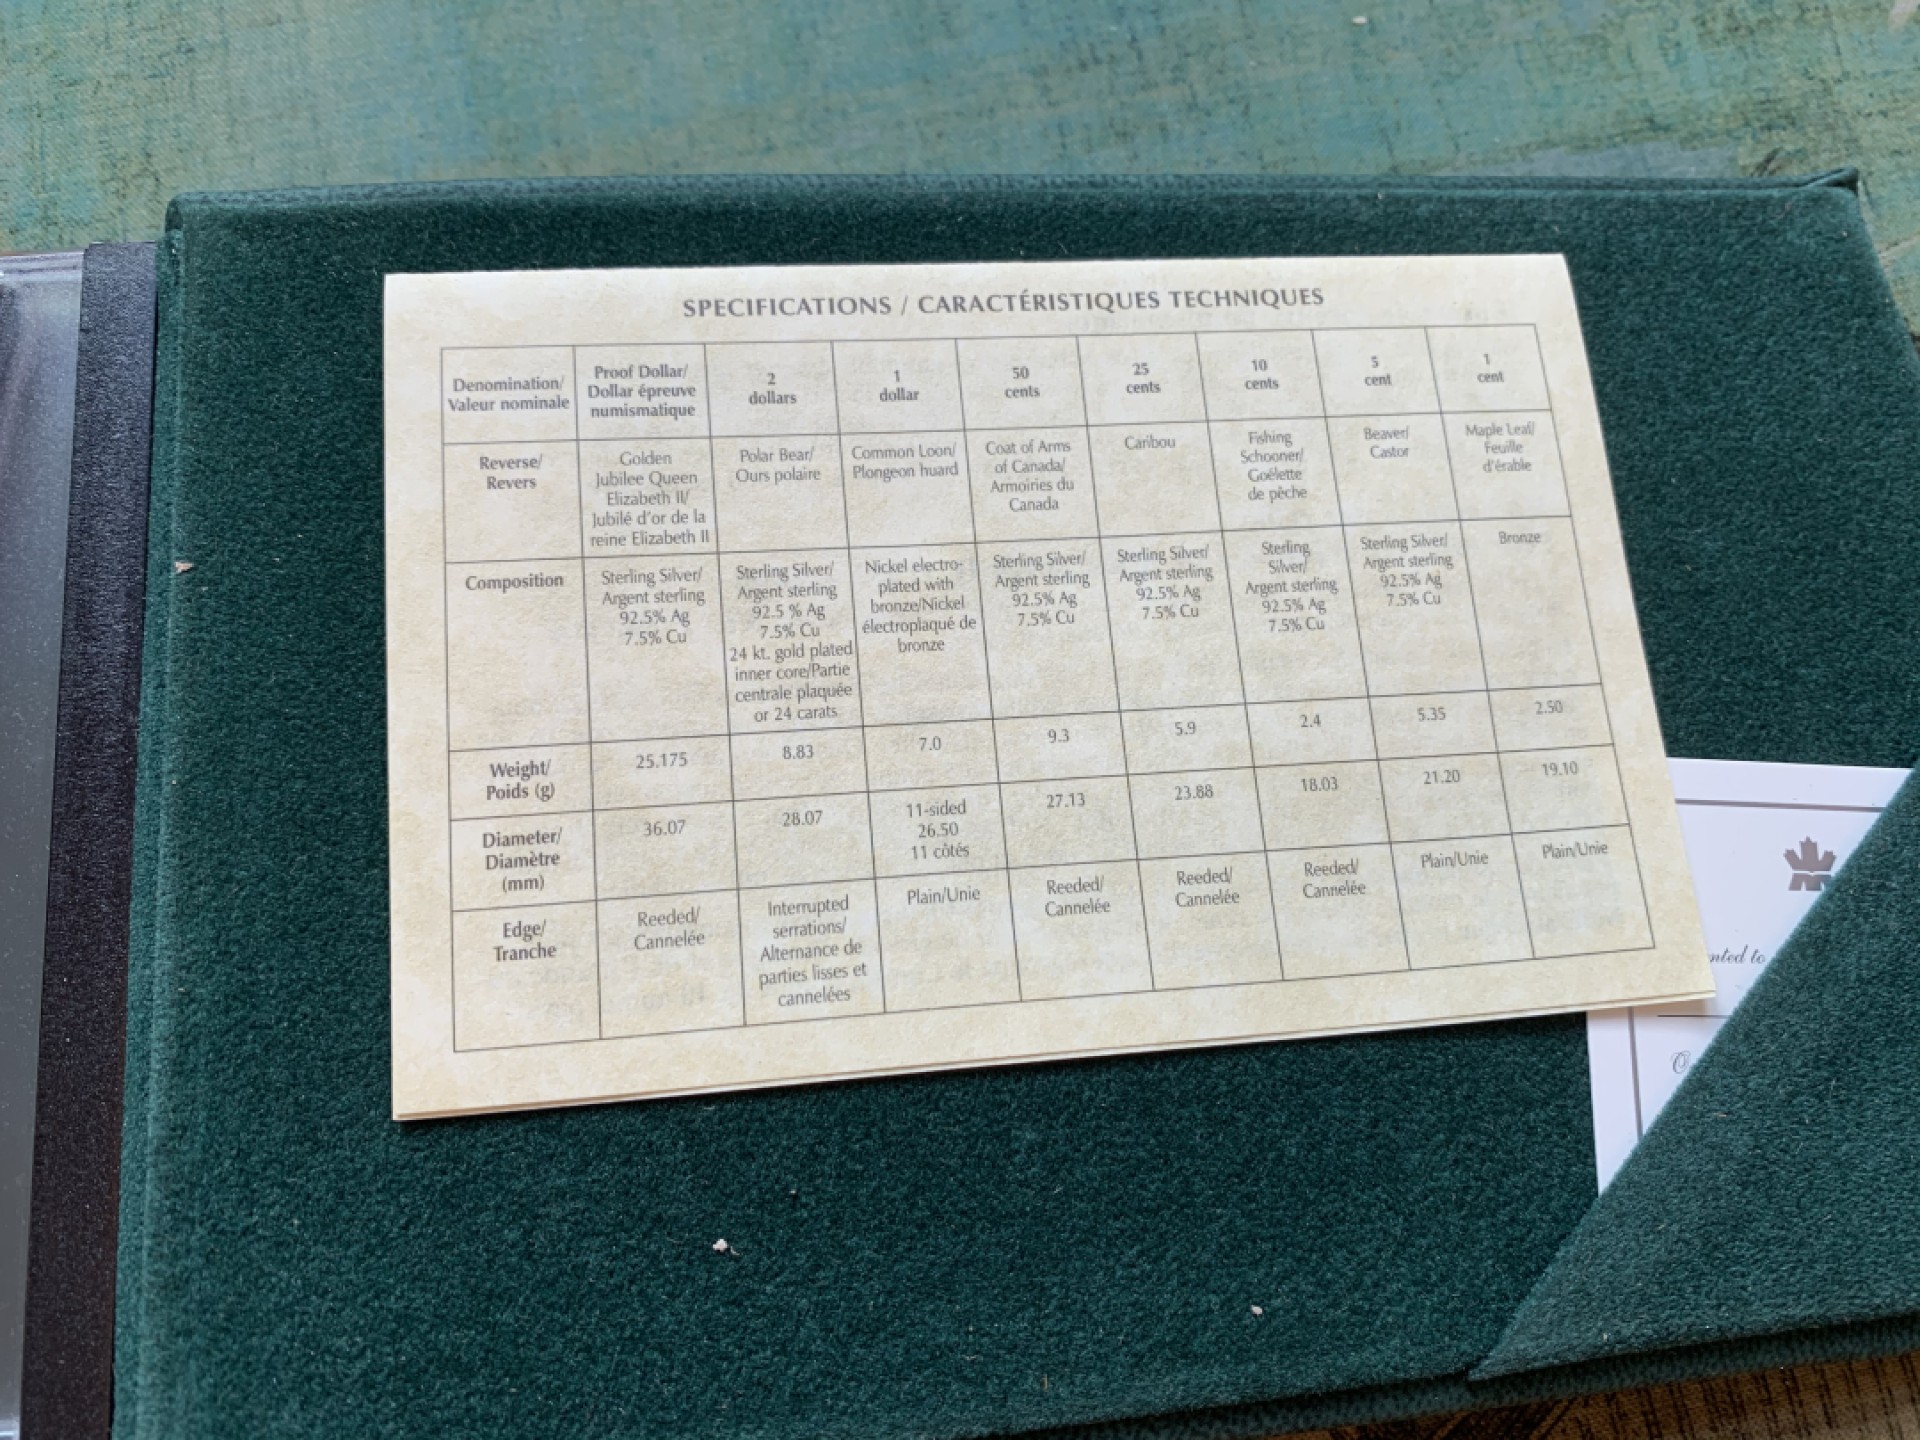 SPECIFICATIONS / CARACTÉRISTIQUES TECHNIQUES
Denomination/
Valeur nominale
Proof Dollar/
Dollar épreuve
numismatique
2
dollars
1
dollar
50
cents
25
cents
10
cents
5
cent
1
cent
Reverse/
Revers
Golden
Jubilee Queen
Elizabeth II/
Jubilé d'or de la
reine Elizabeth II
Polar Bear/
Ours polaire
Common Loon/
Plongeon huard
Coat of Arms
of Canada/
Armoiries du
Canada
Caribou
Fishing
Schooner/
Goélette
de pêche
Beaver/
Castor
Maple Leaf/
Feuille
d'érable
Composition
Sterling Silver/
Argent sterling
92.5% Ag
7.5% Cu
Sterling Silver/
Argent sterling
92.5 % Ag
7.5% Cu
24 kt. gold plated
inner core/Partie
centrale plaquée
or 24 carats
Nickel electro-
plated with
bronze/Nickel
électroplaqué de
bronze
Sterling Silver/
Argent sterling
92.5% Ag
7.5% Cu
Sterling Silver/
Argent sterling
92.5% Ag
7.5% Cu
Sterling
Silver/
Argent sterling
92.5% Ag
7.5% Cu
Sterling Silver/
Argent sterling
92.5% Ag
7.5% Cu
Bronze
Weight/
Poids (g)
25.175
8.83
7.0
9.3
5.9
2.4
5.35
2.50
Diameter/
Diamètre
(mm)
36.07
28.07
11-sided
26.50
11 côtés
27.13
23.88
18.03
21.20
19.10
Edge/
Tranche
Reeded/
Cannelée
Interrupted
serrations/
Alternance de
parties lisses et
cannelées
Plain/Unie
Reeded/
Cannelée
Reeded/
Cannelée
Reeded/
Cannelée
Plain/Unie
Plain/Unie
nted to